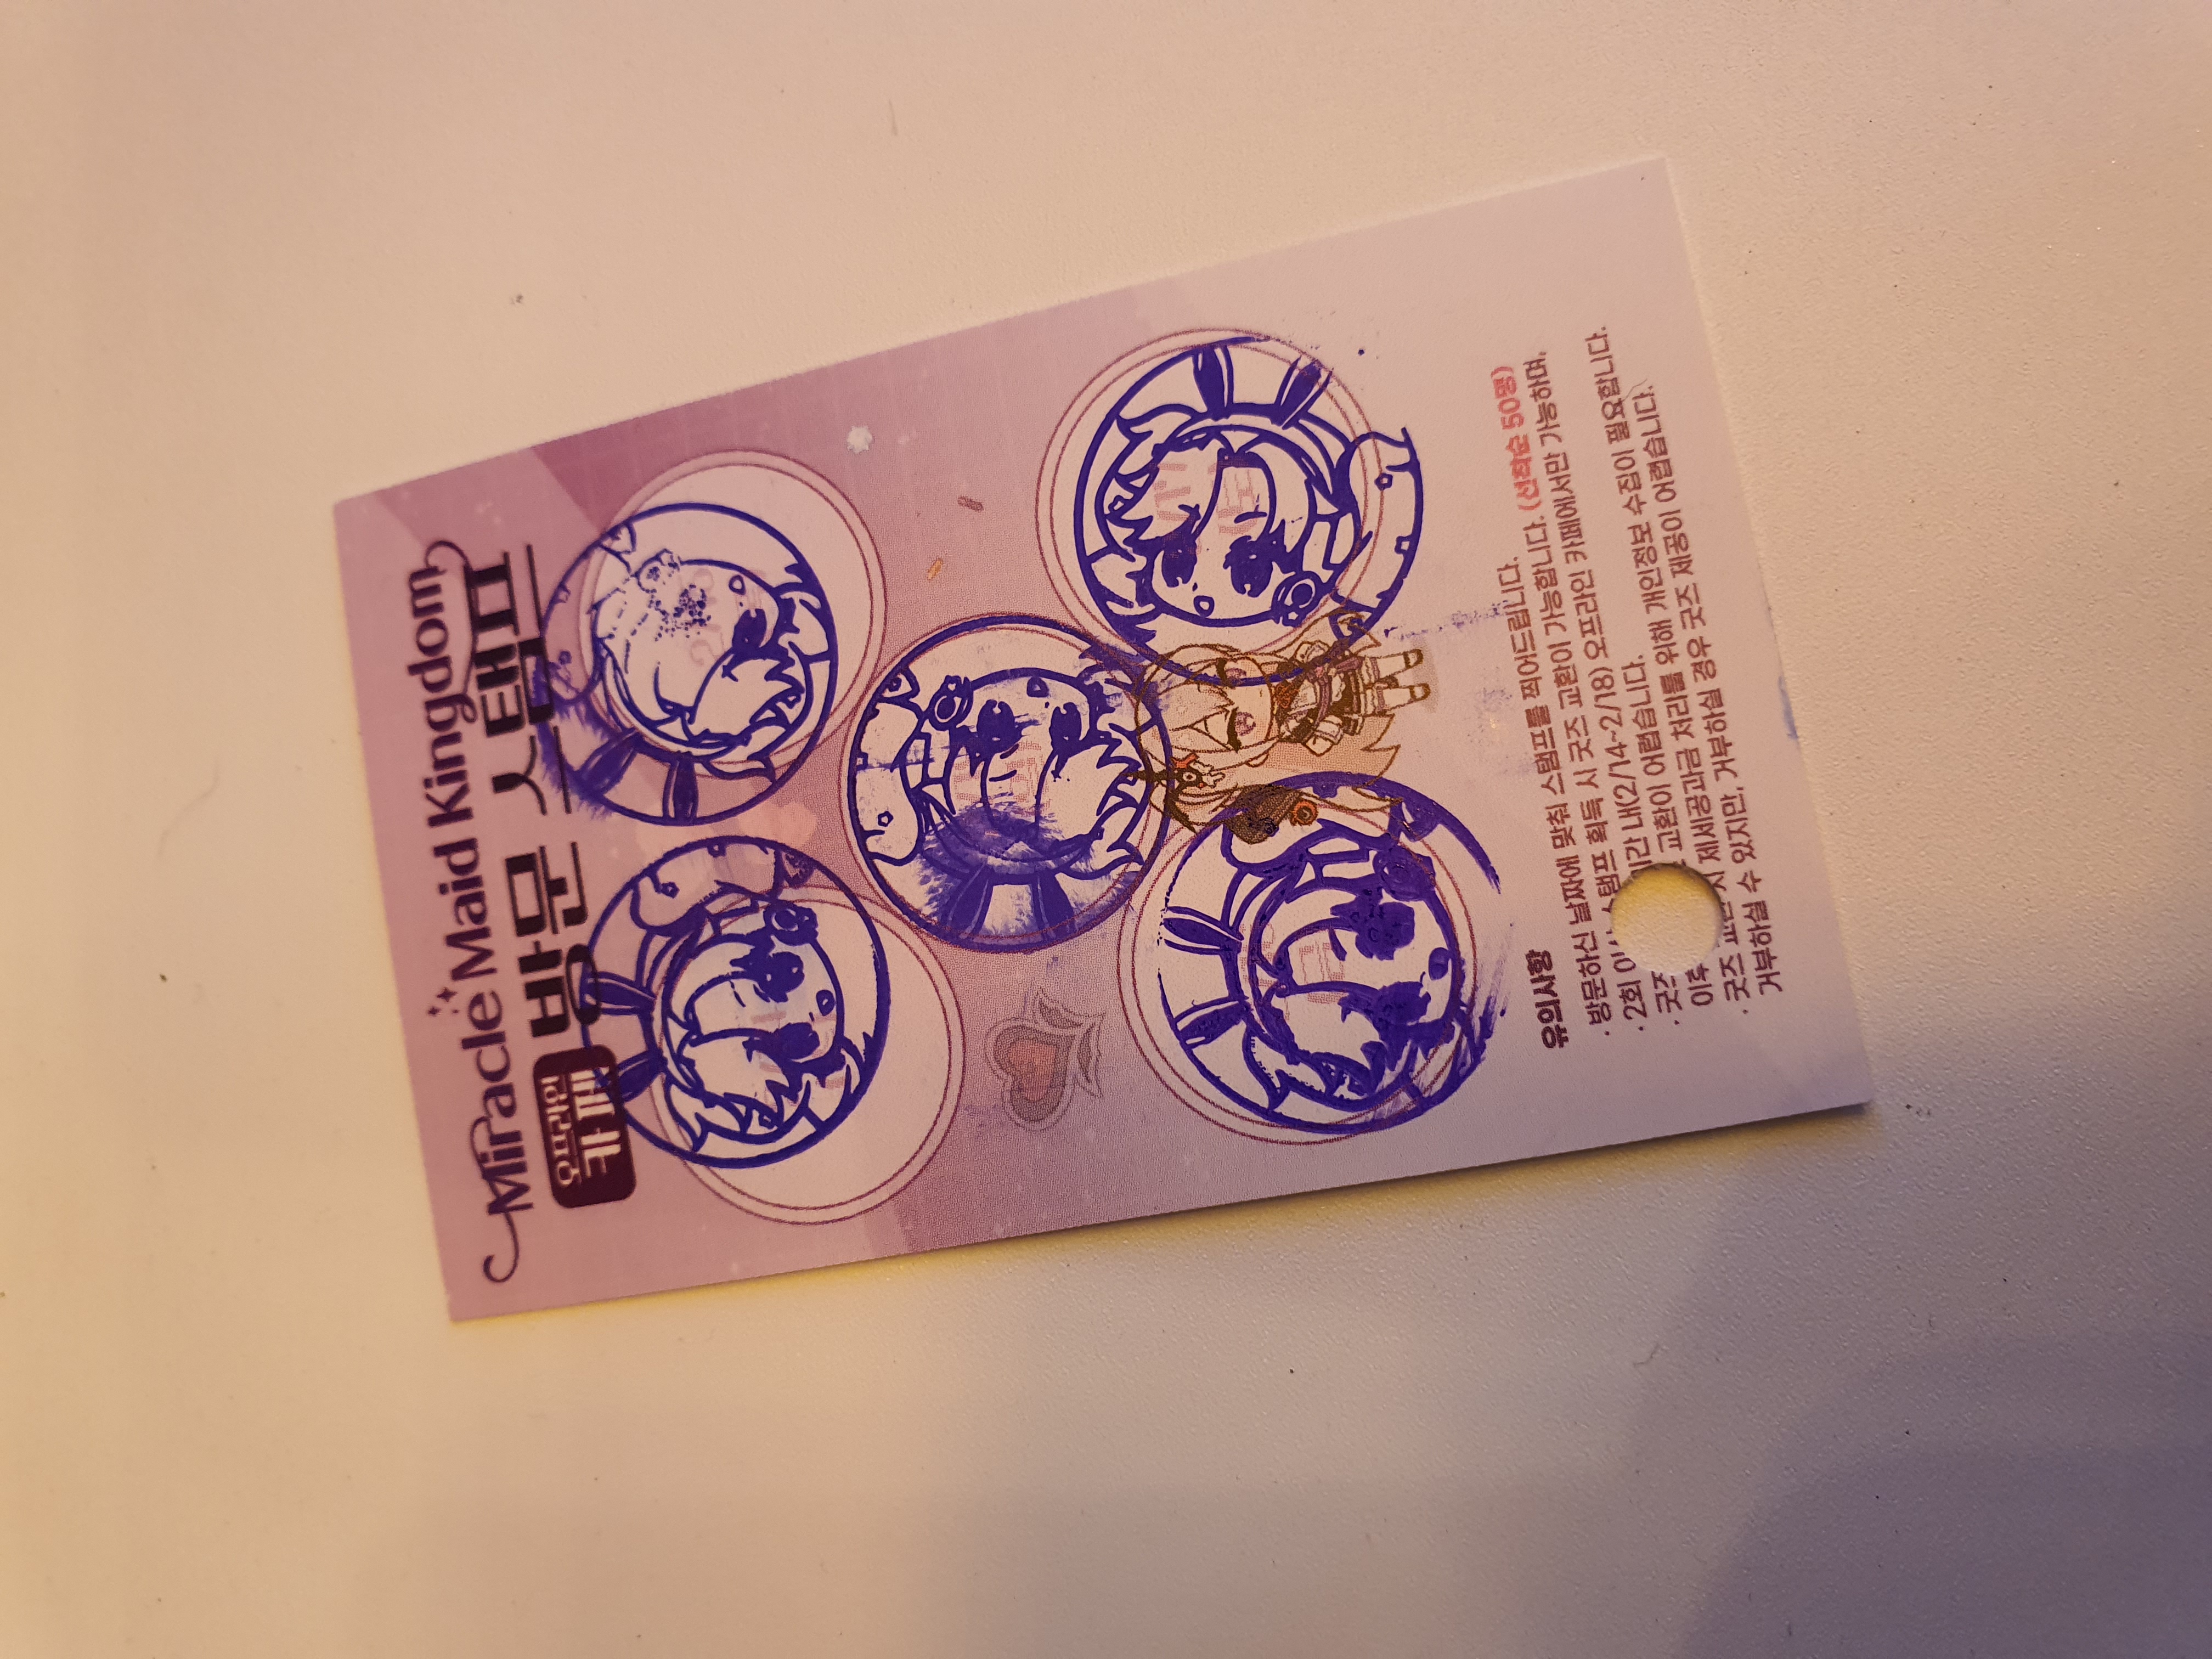 Miracle Maid Kingdom
오프라인
카페
방문 스탬프
유의사항
· 방문하신 날짜에 맞춰 스탬프를 찍어드립니다.
· 2회 이상 스탬프 획득 시 굿즈 교환이 가능합니다. (선착순 50명)
· 굿즈 기간 내(2/14~2/18) 오프라인 카페에서만 가능하며,
이후 교환이 어렵습니다.
· 굿즈 제세공과금 처리를 위해 개인정보 수집이 필요합니다.
거부하실 수 있지만, 거부하실 경우 굿즈 제공이 어렵습니다.